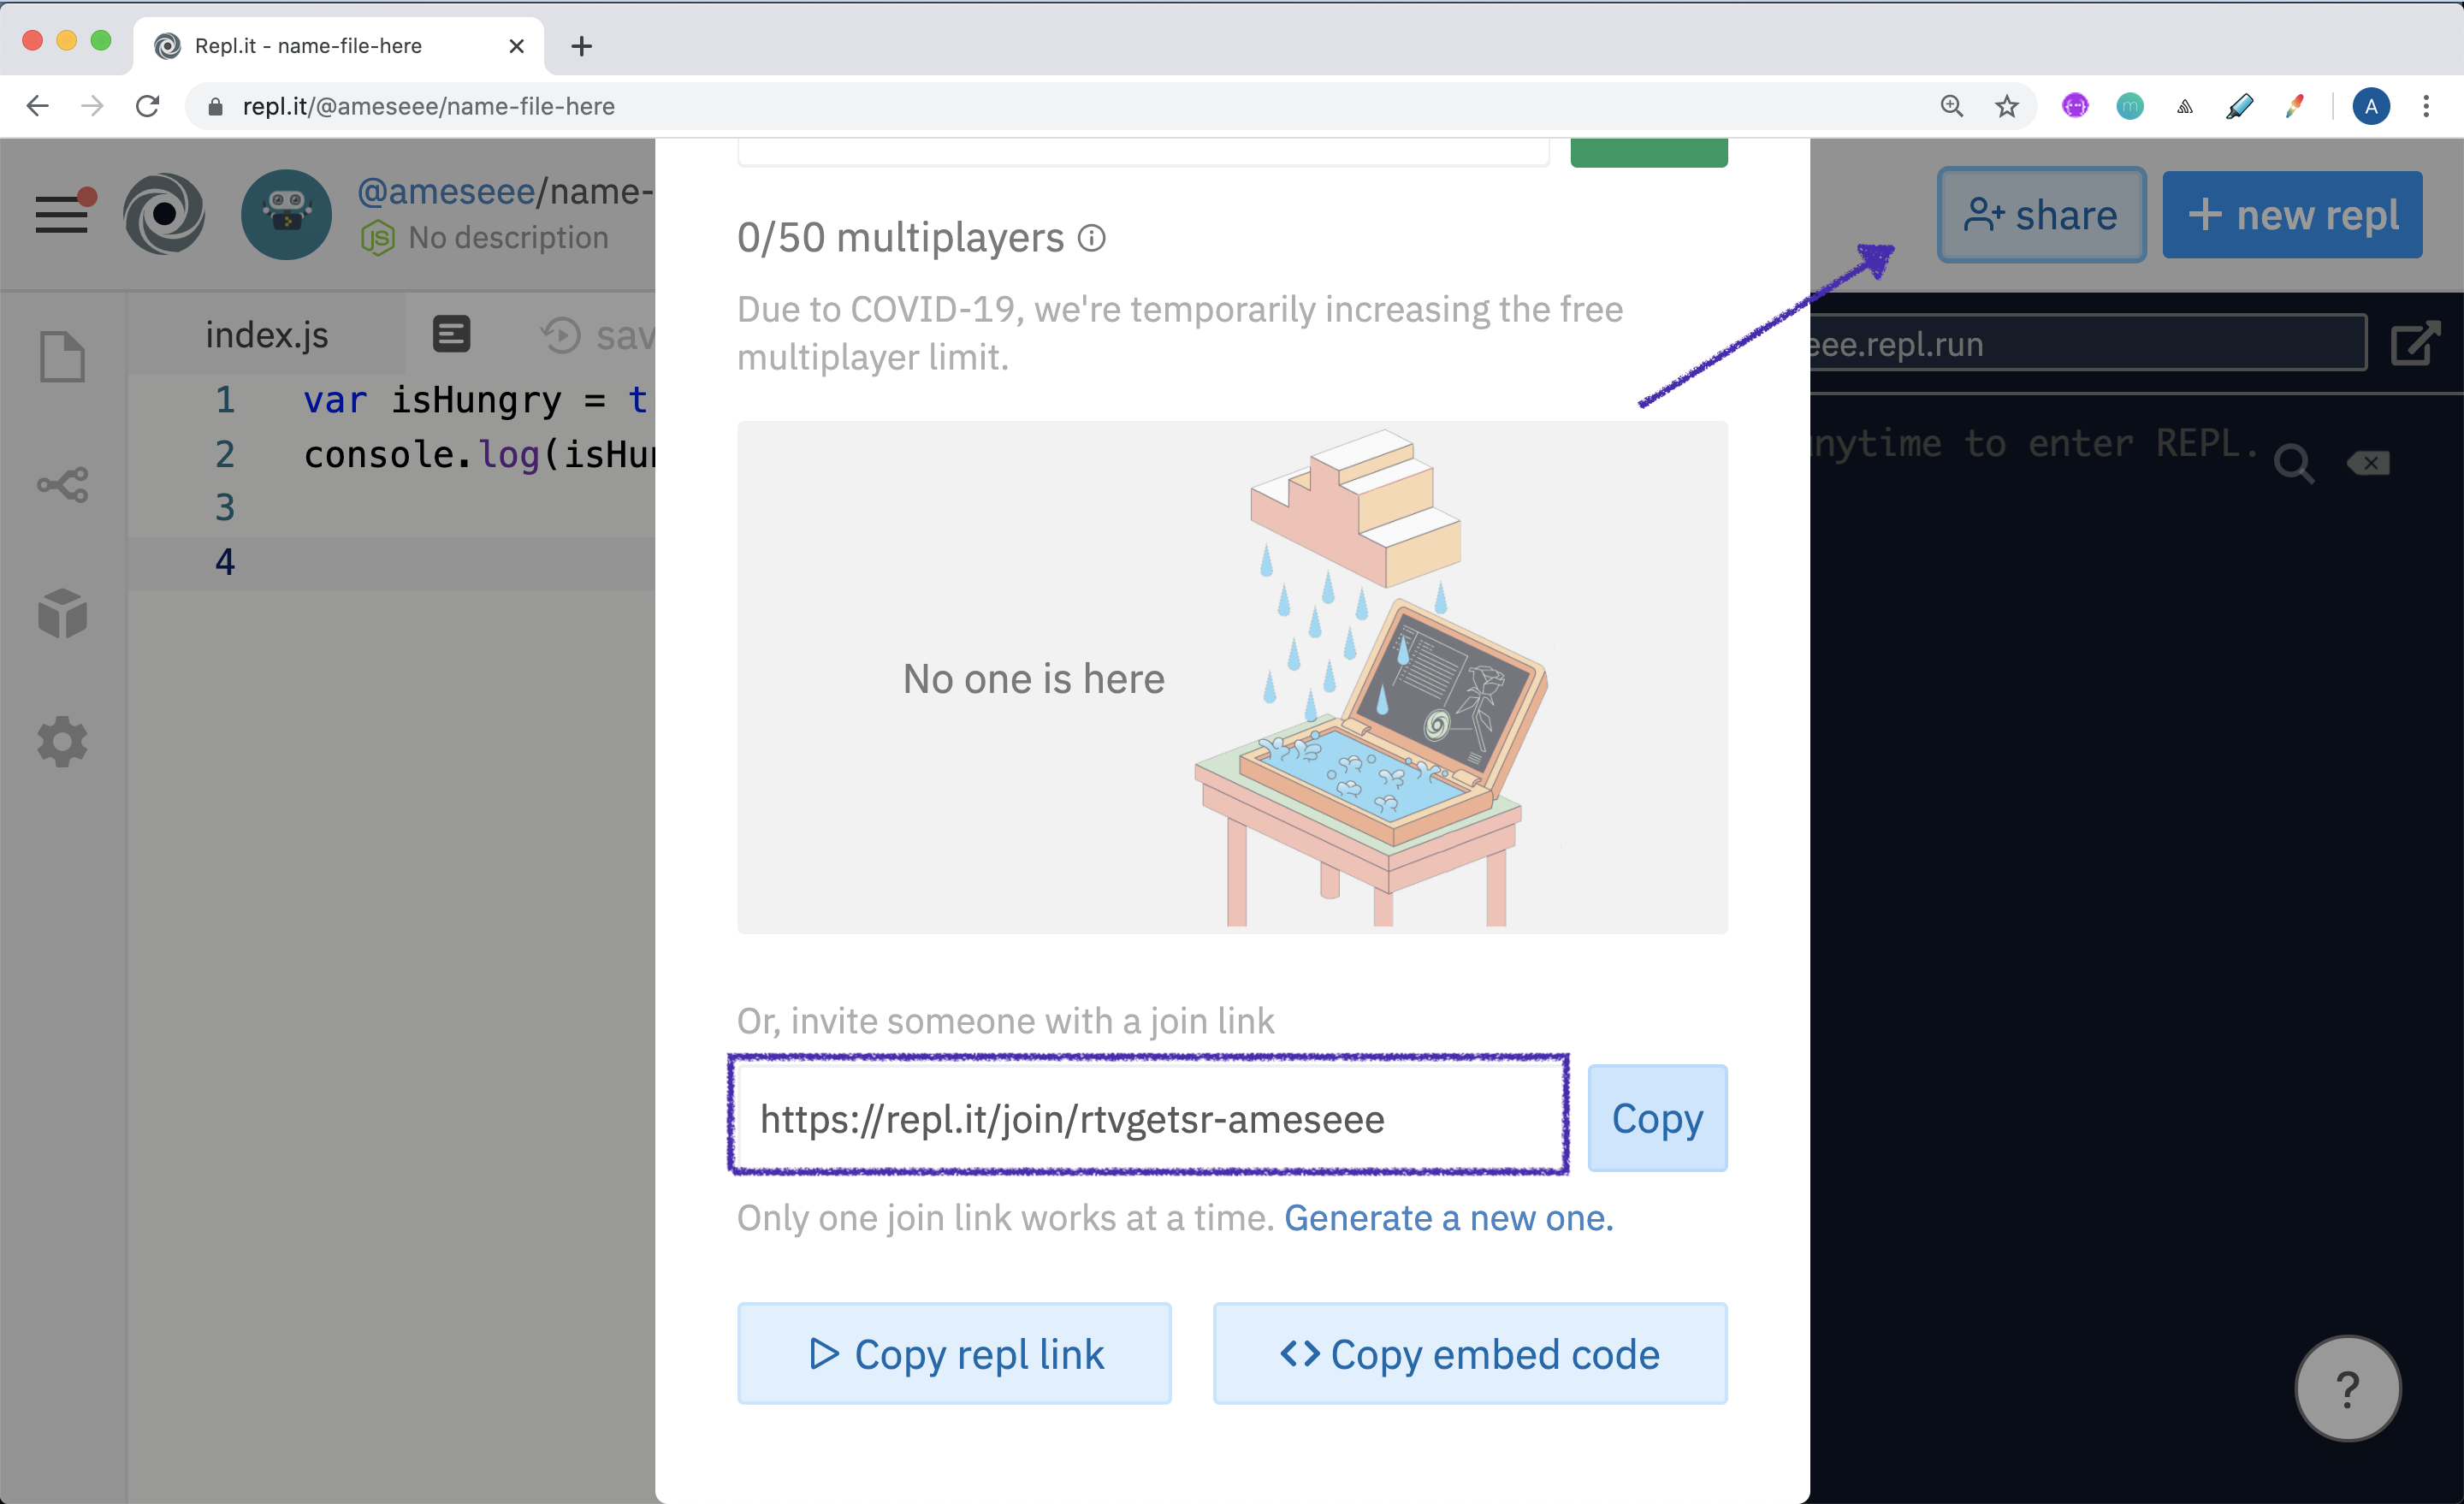 Repl.it - name-file-here
repl.it/@ameseee/name-file-here
m
A
@ameseee/name-
JS No description
share
+ new repl
index.js
sav
1 var isHungry = t
2 console.log(isHu
3
4
0/50 multiplayers
Due to COVID-19, we're temporarily increasing the free
multiplayer limit.
No one is here
Or, invite someone with a join link
https://repl.it/join/rtvgetsr-ameseee
Copy
Only one join link works at a time. Generate a new one.
Copy repl link
<> Copy embed code
eee.repl.run
nytime to enter REPL.
?